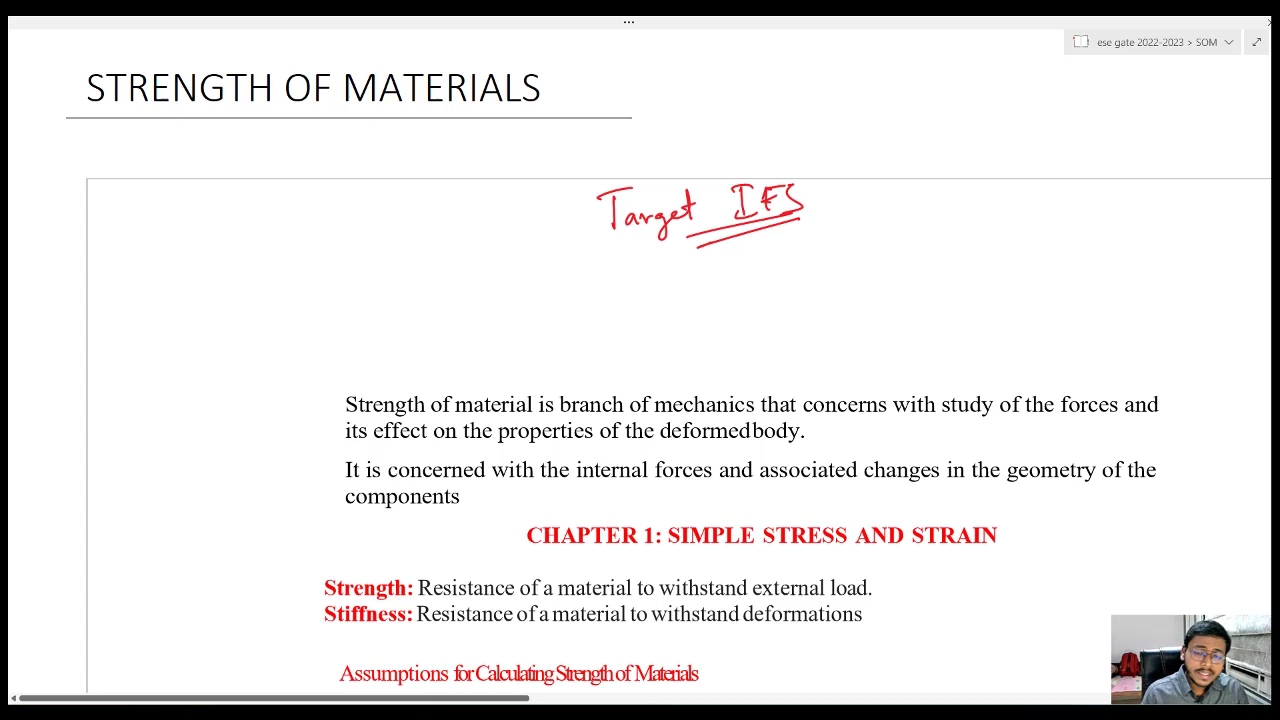 ...
ese gate 2022-2023 > SOM
STRENGTH OF MATERIALS
Target IES
Strength of material is branch of mechanics that concerns with study of the forces and
its effect on the properties of the deformed body.
It is concerned with the internal forces and associated changes in the geometry of the
components
CHAPTER 1: SIMPLE STRESS AND STRAIN
Strength: Resistance of a material to withstand external load.
Stiffness: Resistance of a material to withstand deformations
Assumptions for Calculating Strength of Materials